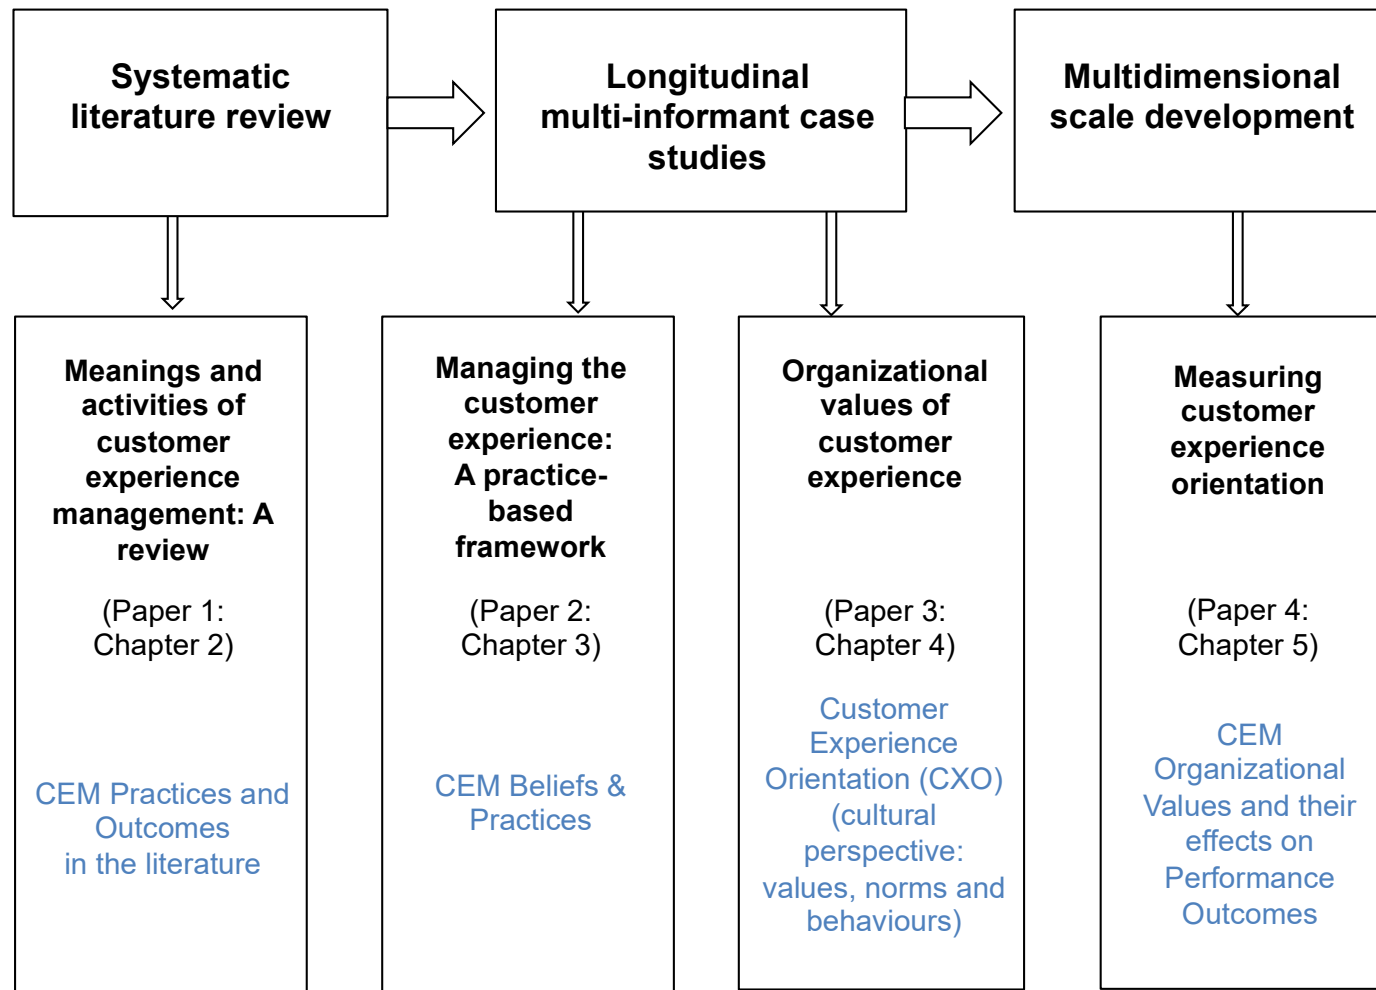 Systematic
literature review
Longitudinal
multi-informant case
studies
Multidimensional
scale development
Meanings and
activities of
customer
experience
management: A
review
(Paper 1:
Chapter 2)
CEM Practices and
Outcomes
in the literature
Managing the
customer
experience:
A practice-
based
framework
(Paper 2:
Chapter 3)
CEM Beliefs &
Practices
Organizational
values of
customer
experience
(Paper 3:
Chapter 4)
Customer
Experience
Orientation (CXO)
(cultural
perspective:
values, norms and
behaviours)
Measuring
customer
experience
orientation
(Paper 4:
Chapter 5)
CEM
Organizational
Values and their
effects on
Performance
Outcomes